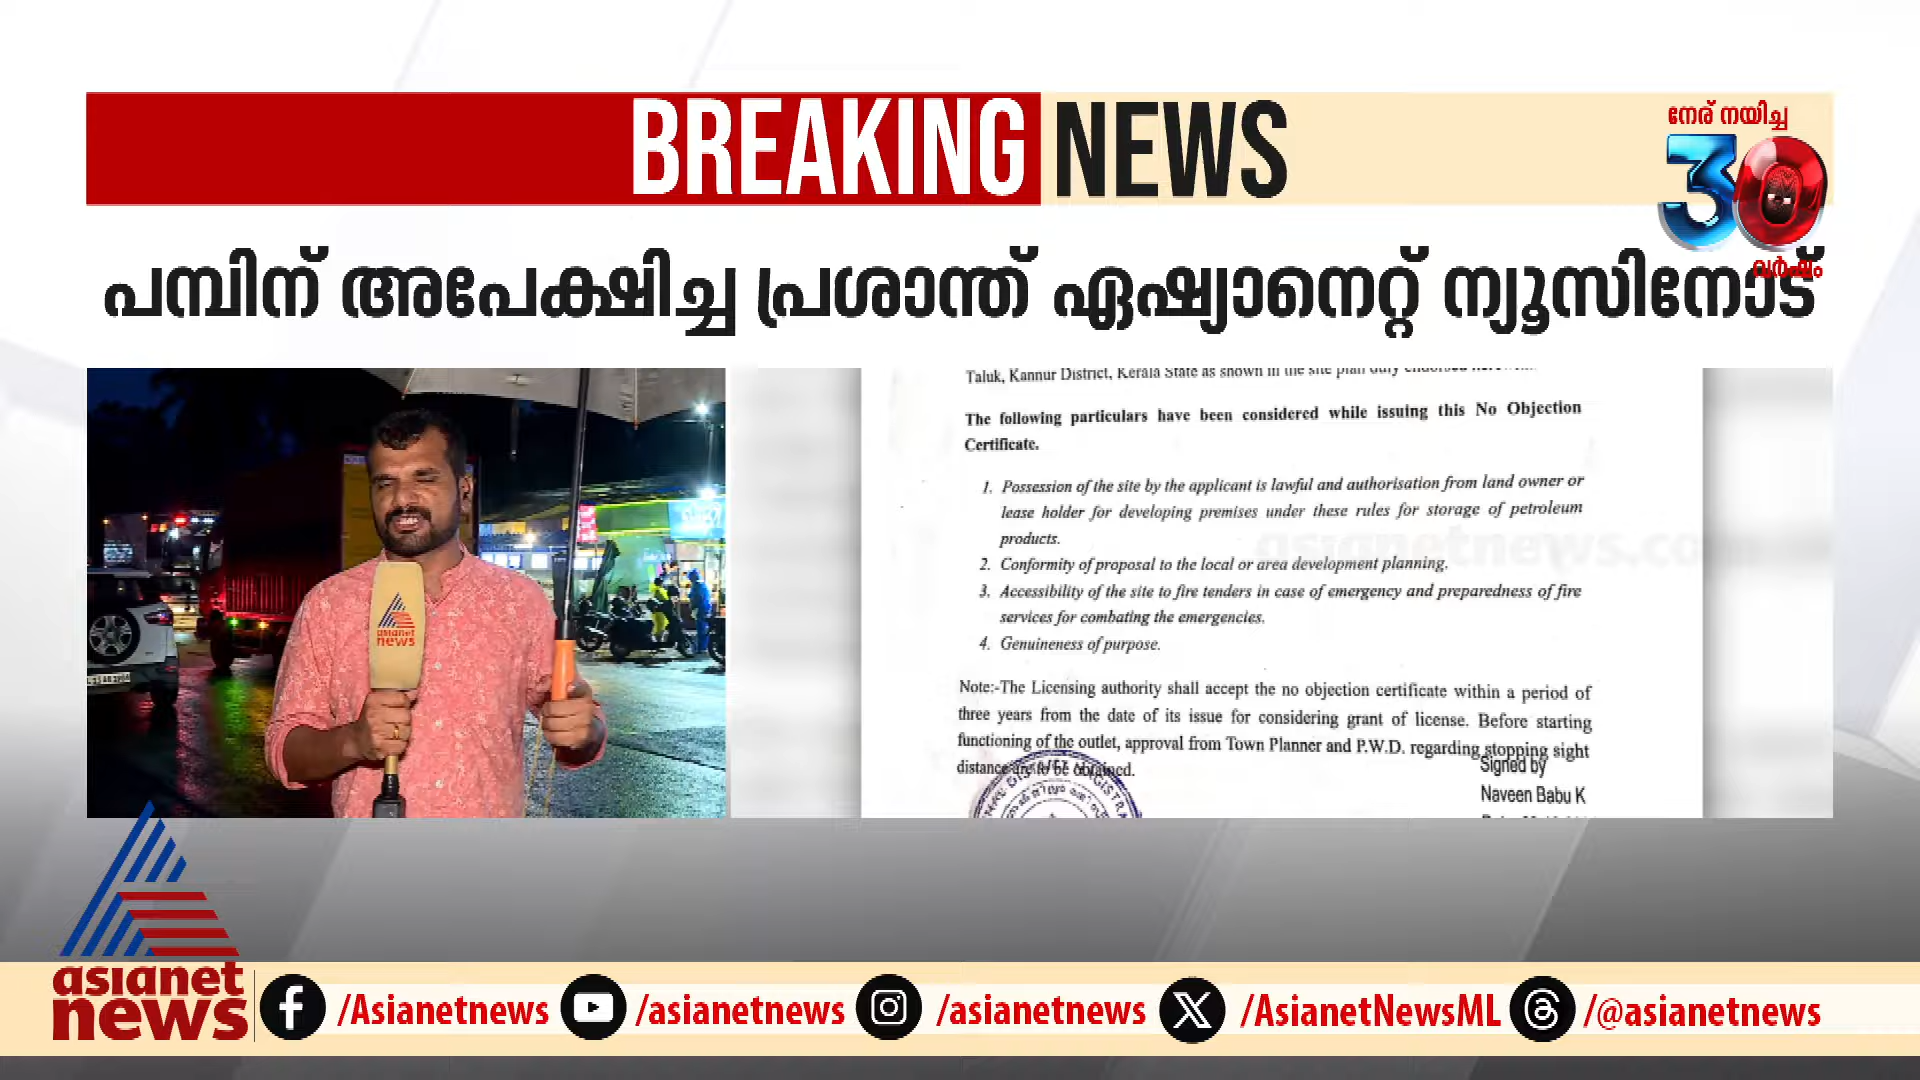 BREAKING NEWS
നേര് നയിച്ച
30
വർഷം
പമ്പിന് അപേക്ഷിച്ച പ്രശാന്ത് ഏഷ്യാനെറ്റ് ന്യൂസിനോട്
asianet
news
Taluk, Kannur District, Kerala State as shown in the site plan duly endorsed
The following particulars have been considered while issuing this No Objection
Certificate.
1. Possession of the site by the applicant is lawful and authorisation from land owner or
lease holder for developing premises under these rules for storage of petroleum
products.
asianetnews.com
2. Conformity of proposal to the local or area development planning.
3. Accessibility of the site to fire tenders in case of emergency and preparedness of fire
services for combating the emergencies.
4. Genuineness of purpose.
Note:-The Licensing authority shall accept the no objection certificate within a period of
three years from the date of its issue for considering grant of license. Before starting
functioning of the outlet, approval from Town Planner and P.W.D. regarding stopping sight
distance are to be obtained.
Signed by
Naveen Babu K
asianet
news
/Asianetnews
/asianetnews
/asianetnews
/AsianetNewsML
/@asianetnews